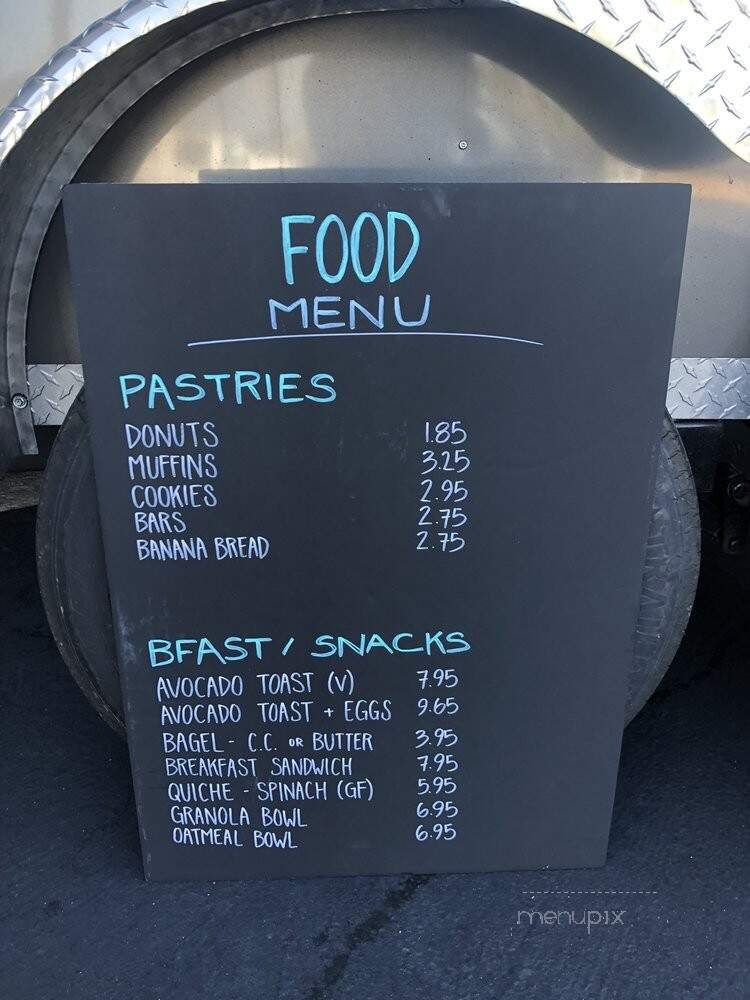 FOOD
MENU
PASTRIES
DONUTS 1.85
MUFFINS 3.25
COOKIES 2.95
BARS 2.75
BANANA BREAD 2.75
BFAST / SNACKS
AVOCADO TOAST (V) 7.95
AVOCADO TOAST + EGGS 9.65
BAGEL - C.C. OR BUTTER 3.95
BREAKFAST SANDWICH 7.95
QUICHE - SPINACH (GF) 5.95
GRANOLA BOWL 6.95
OATMEAL BOWL 6.95
menupix